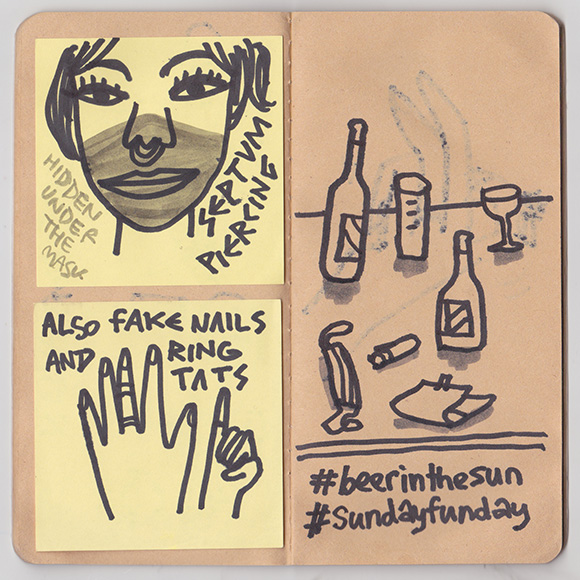 HIDDEN
UNDER
THE
MASK
SEPTUM
PIERCING
ALSO FAKE NAILS
AND RING
TATS
#beerinthesun
#Sundayfunday